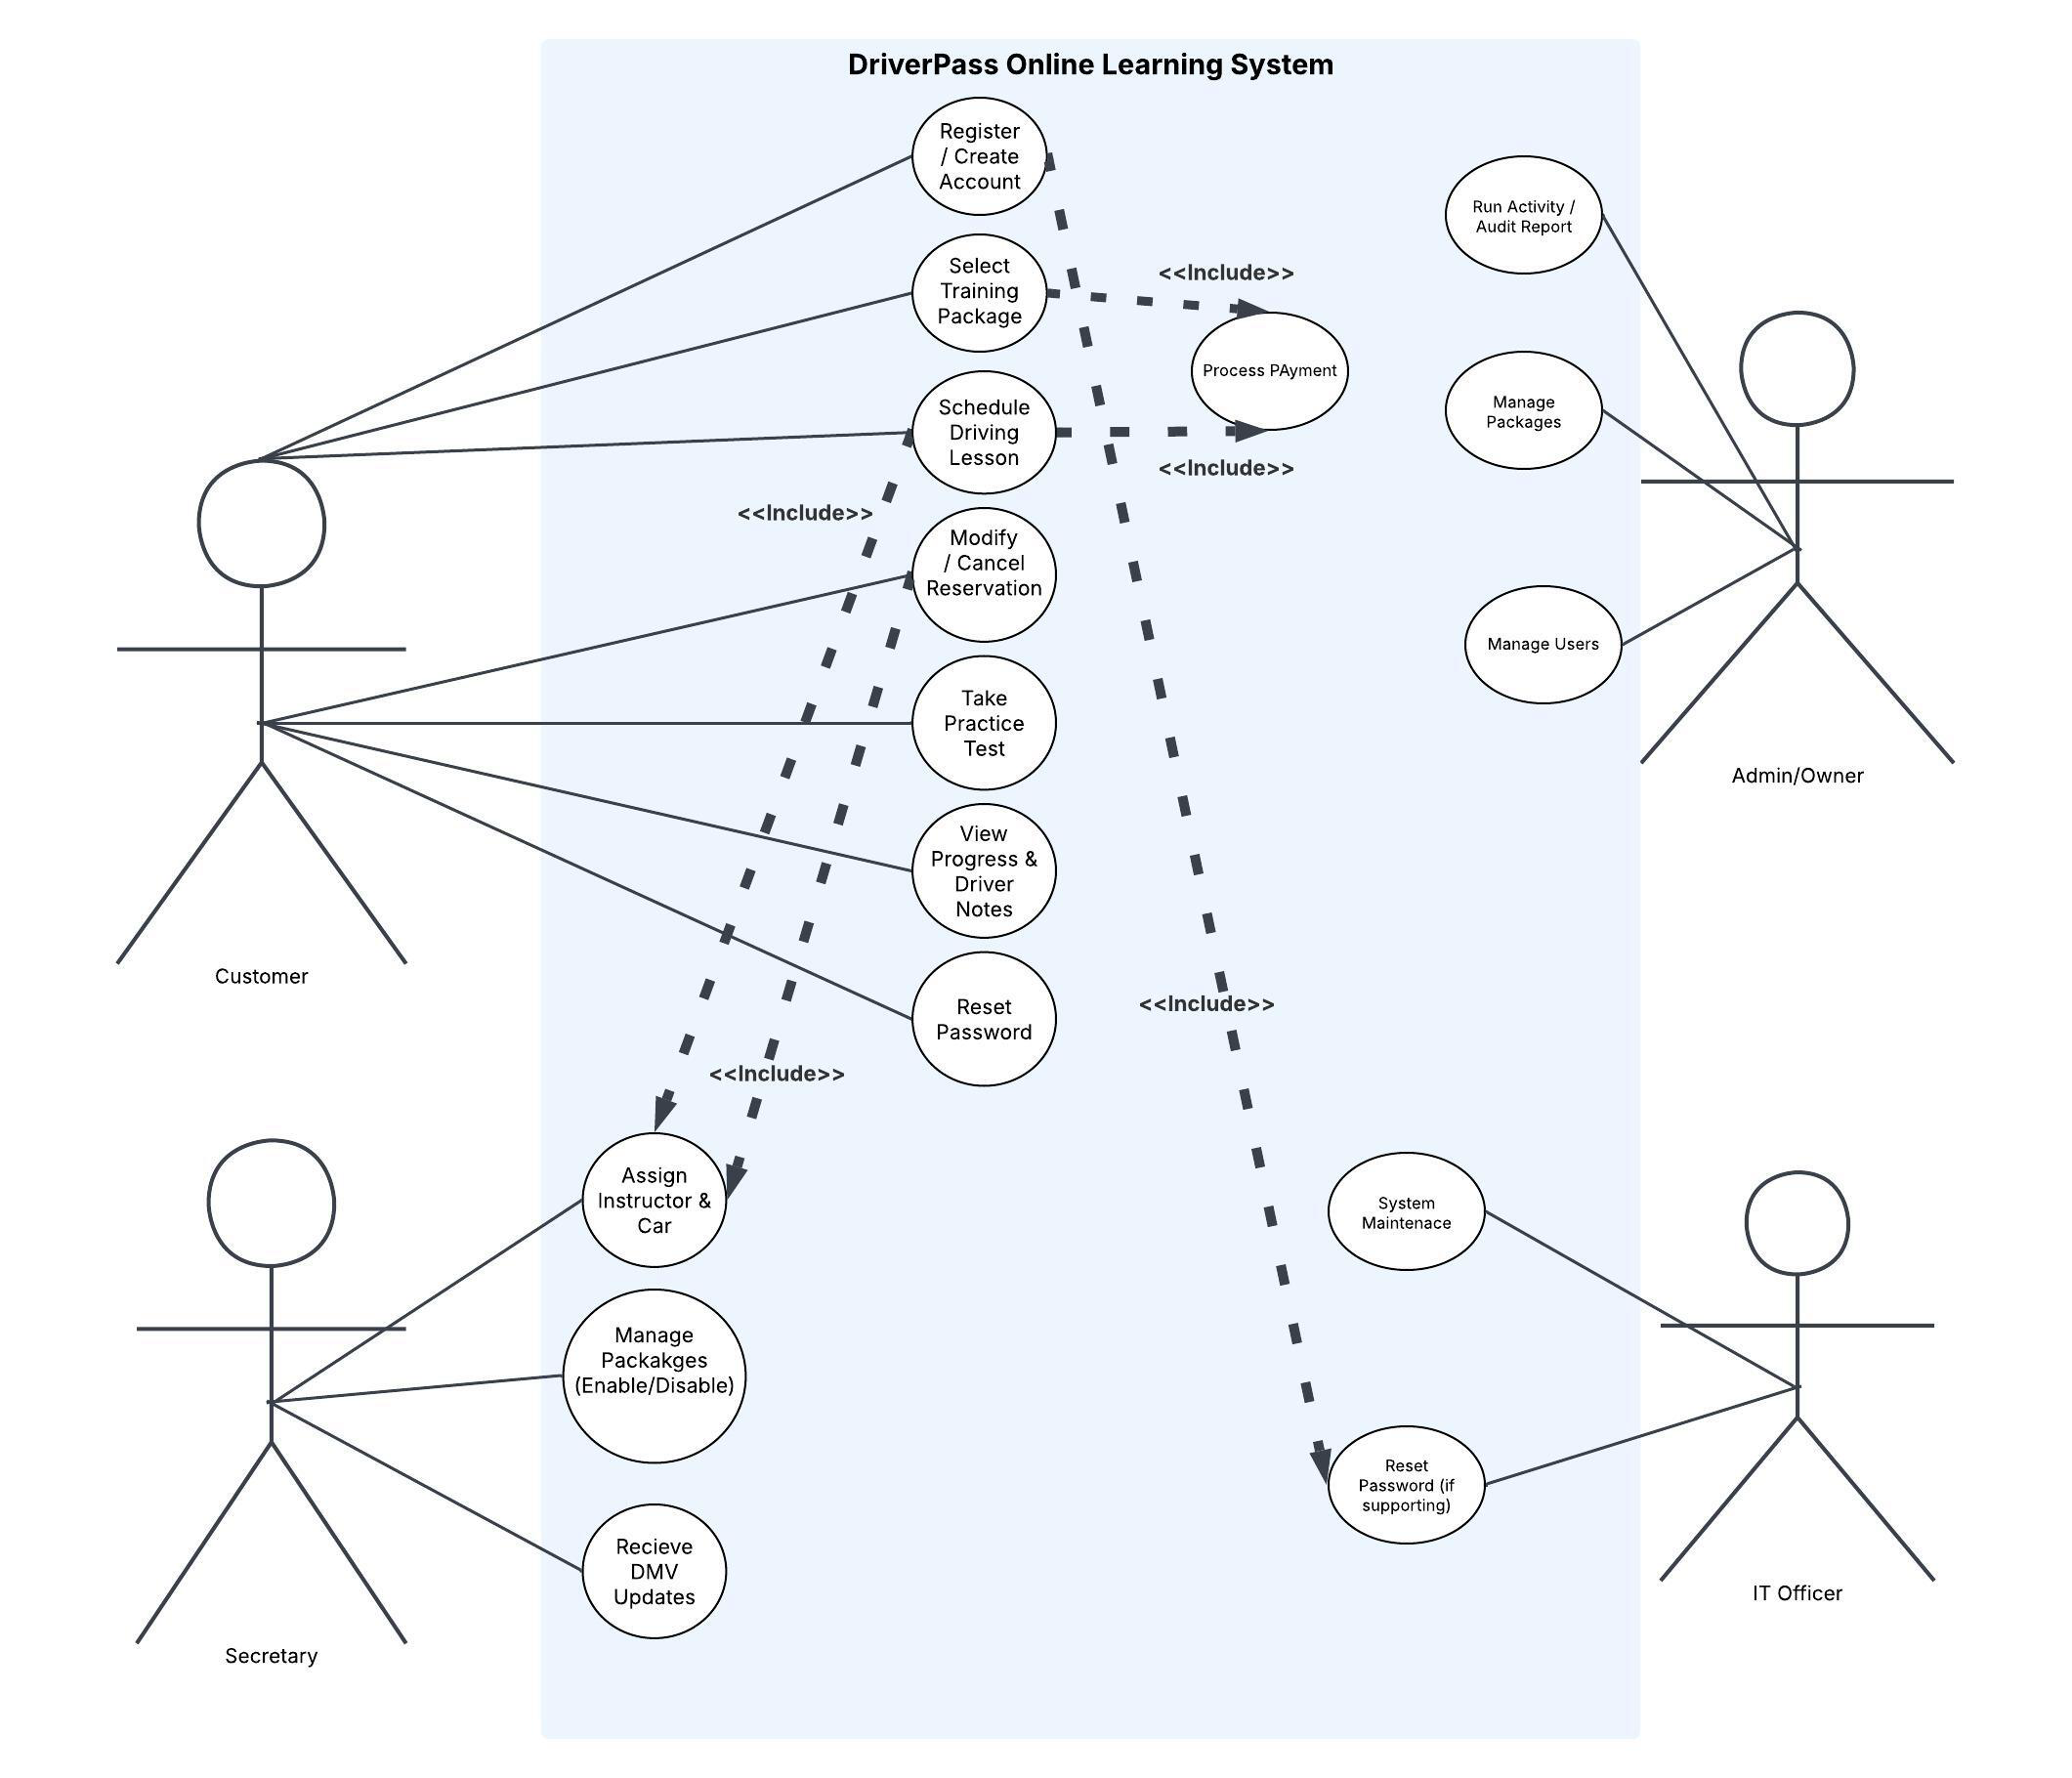 DriverPass Online Learning System
Register
/ Create
Account
Select
Training
Package
Schedule
Driving
Lesson
Modify
/ Cancel
Reservation
Take
Practice
Test
View
Progress &
Driver
Notes
Reset
Password
<<Include>>
Process PAyment
<<Include>>
<<Include>>
<<Include>>
<<Include>>
Run Activity /
Audit Report
Manage
Packages
Manage Users
Admin/Owner
Customer
Assign
Instructor &
Car
Manage
Packakges
(Enable/Disable)
Recieve
DMV
Updates
Secretary
System
Maintenace
Reset
Password (if
supporting)
IT Officer